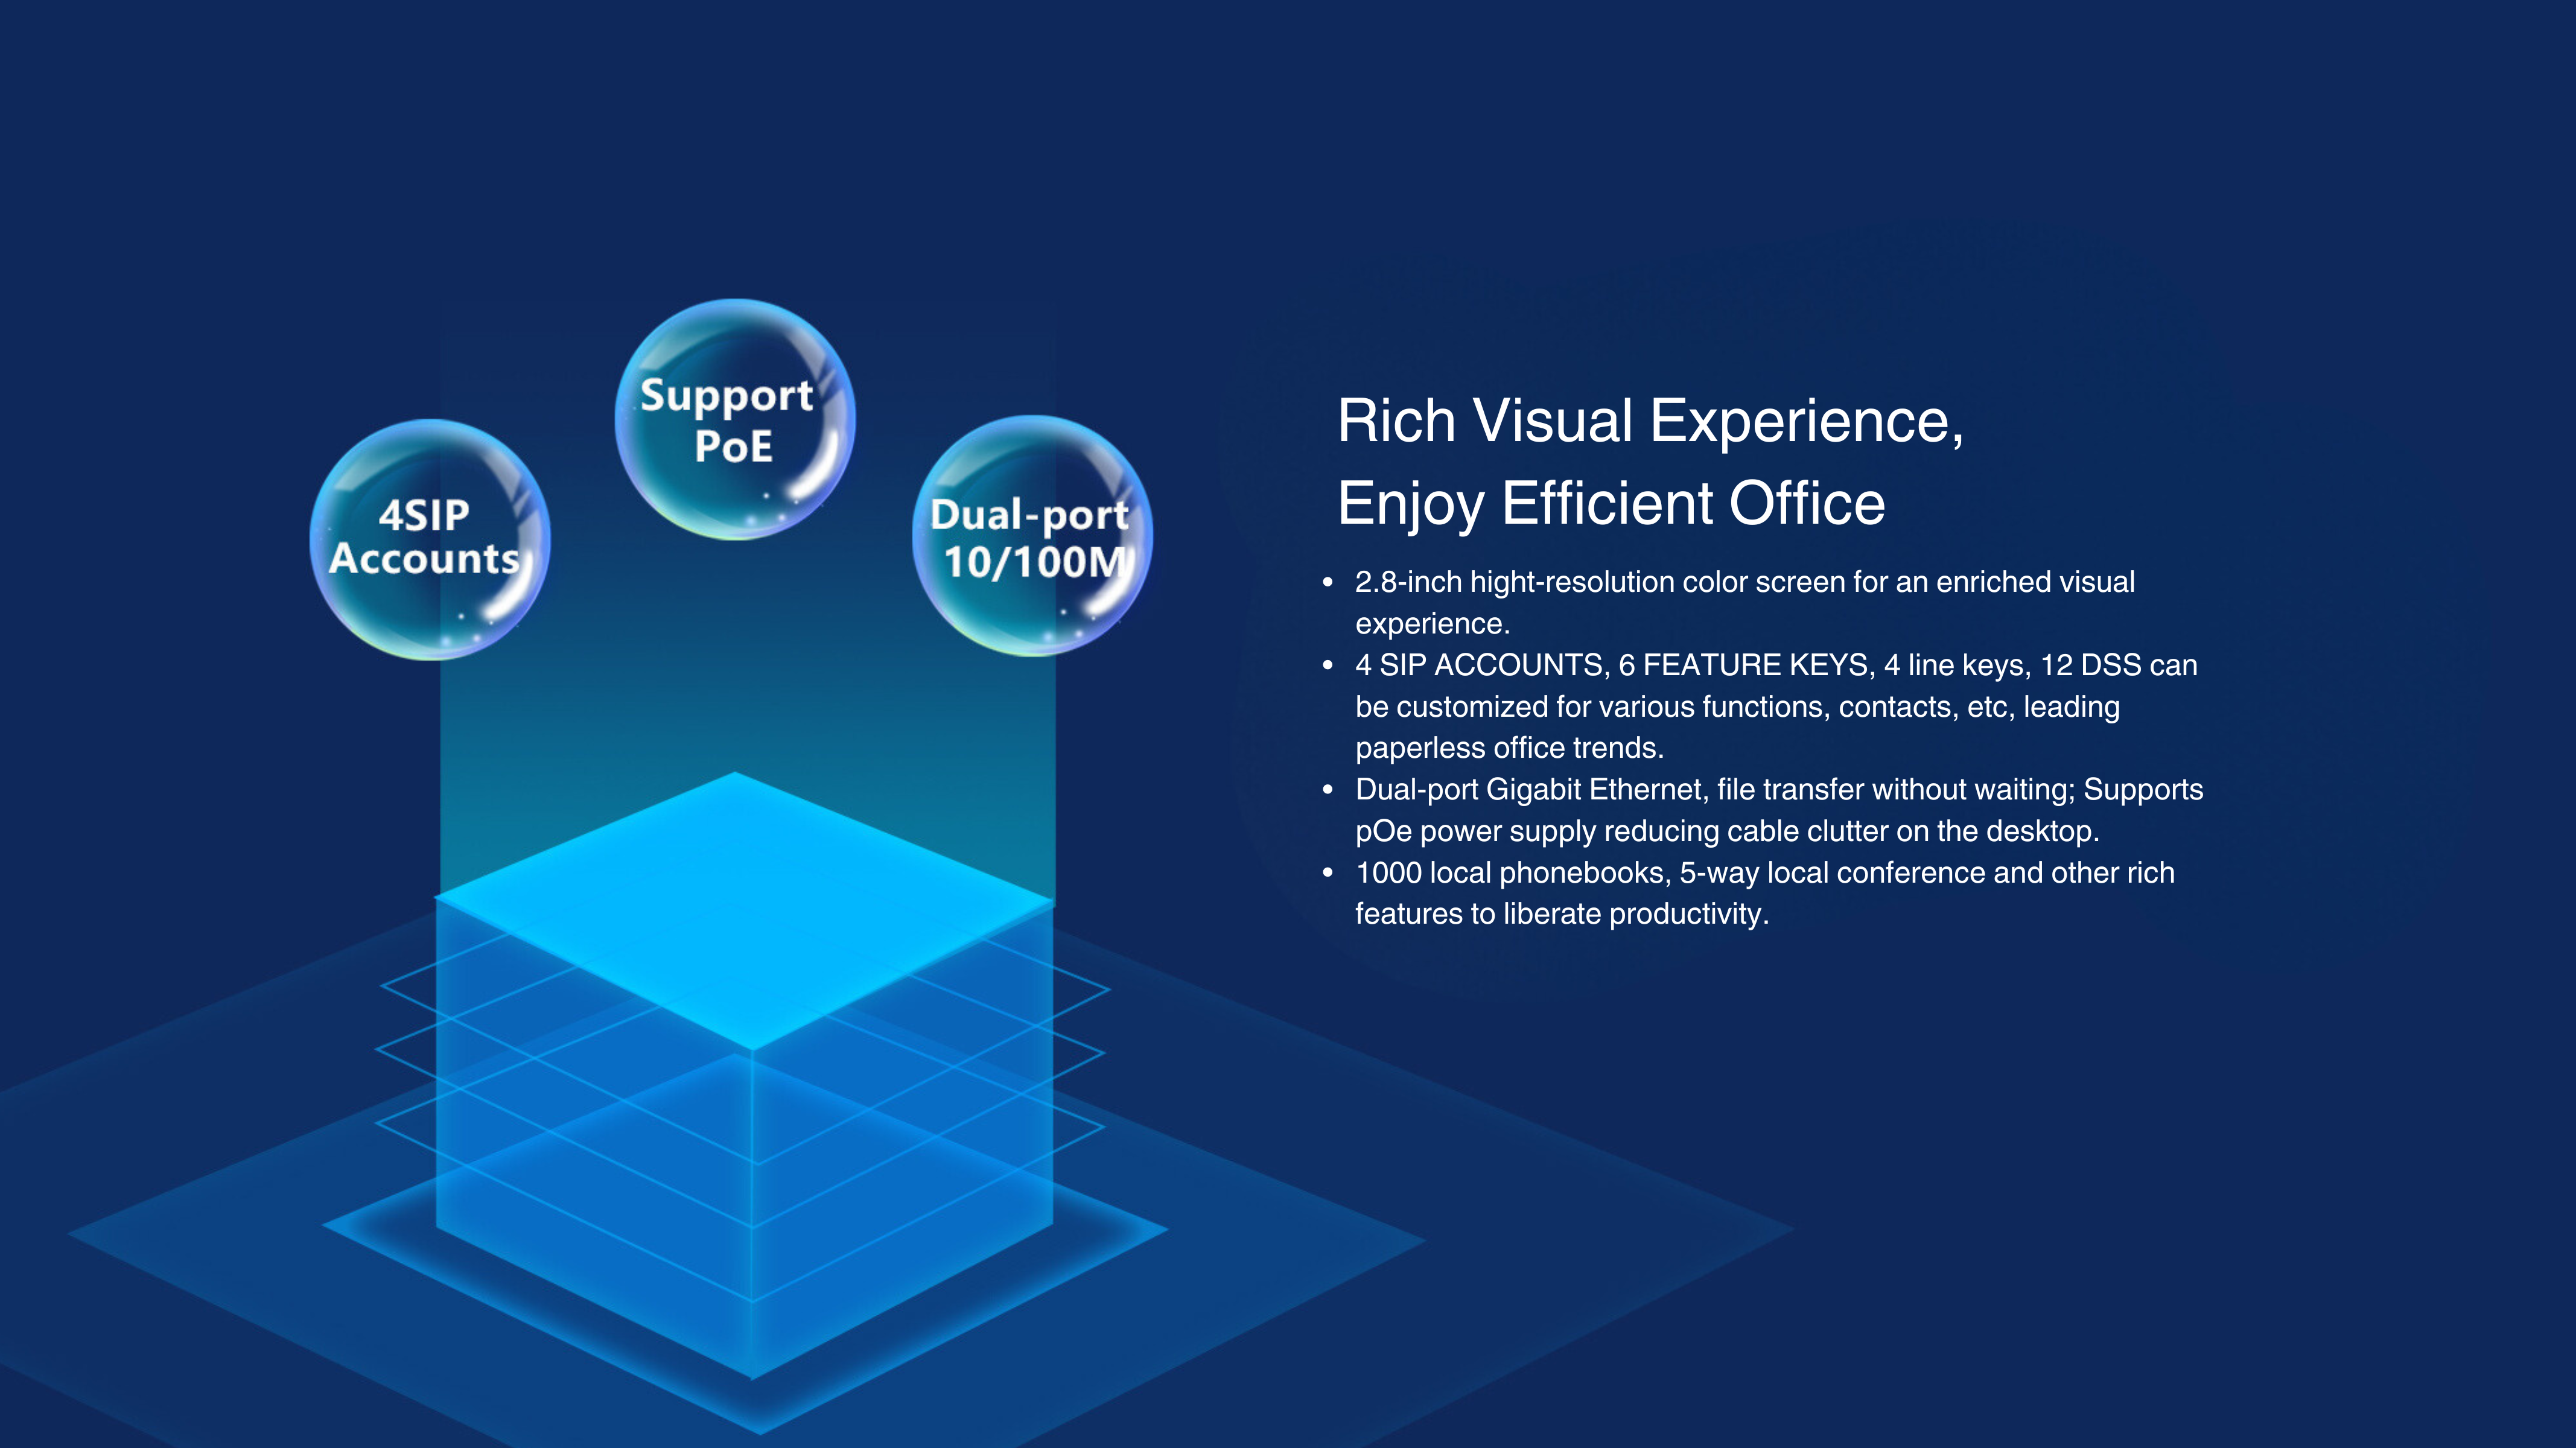 Support
PoE
4SIP
Accounts
Dual-port
10/100M
Rich Visual Experience,
Enjoy Efficient Office
• 2.8-inch hight-resolution color screen for an enriched visual
experience.
• 4 SIP ACCOUNTS, 6 FEATURE KEYS, 4 line keys, 12 DSS can
be customized for various functions, contacts, etc, leading
paperless office trends.
• Dual-port Gigabit Ethernet, file transfer without waiting; Supports
pOe power supply reducing cable clutter on the desktop.
• 1000 local phonebooks, 5-way local conference and other rich
features to liberate productivity.